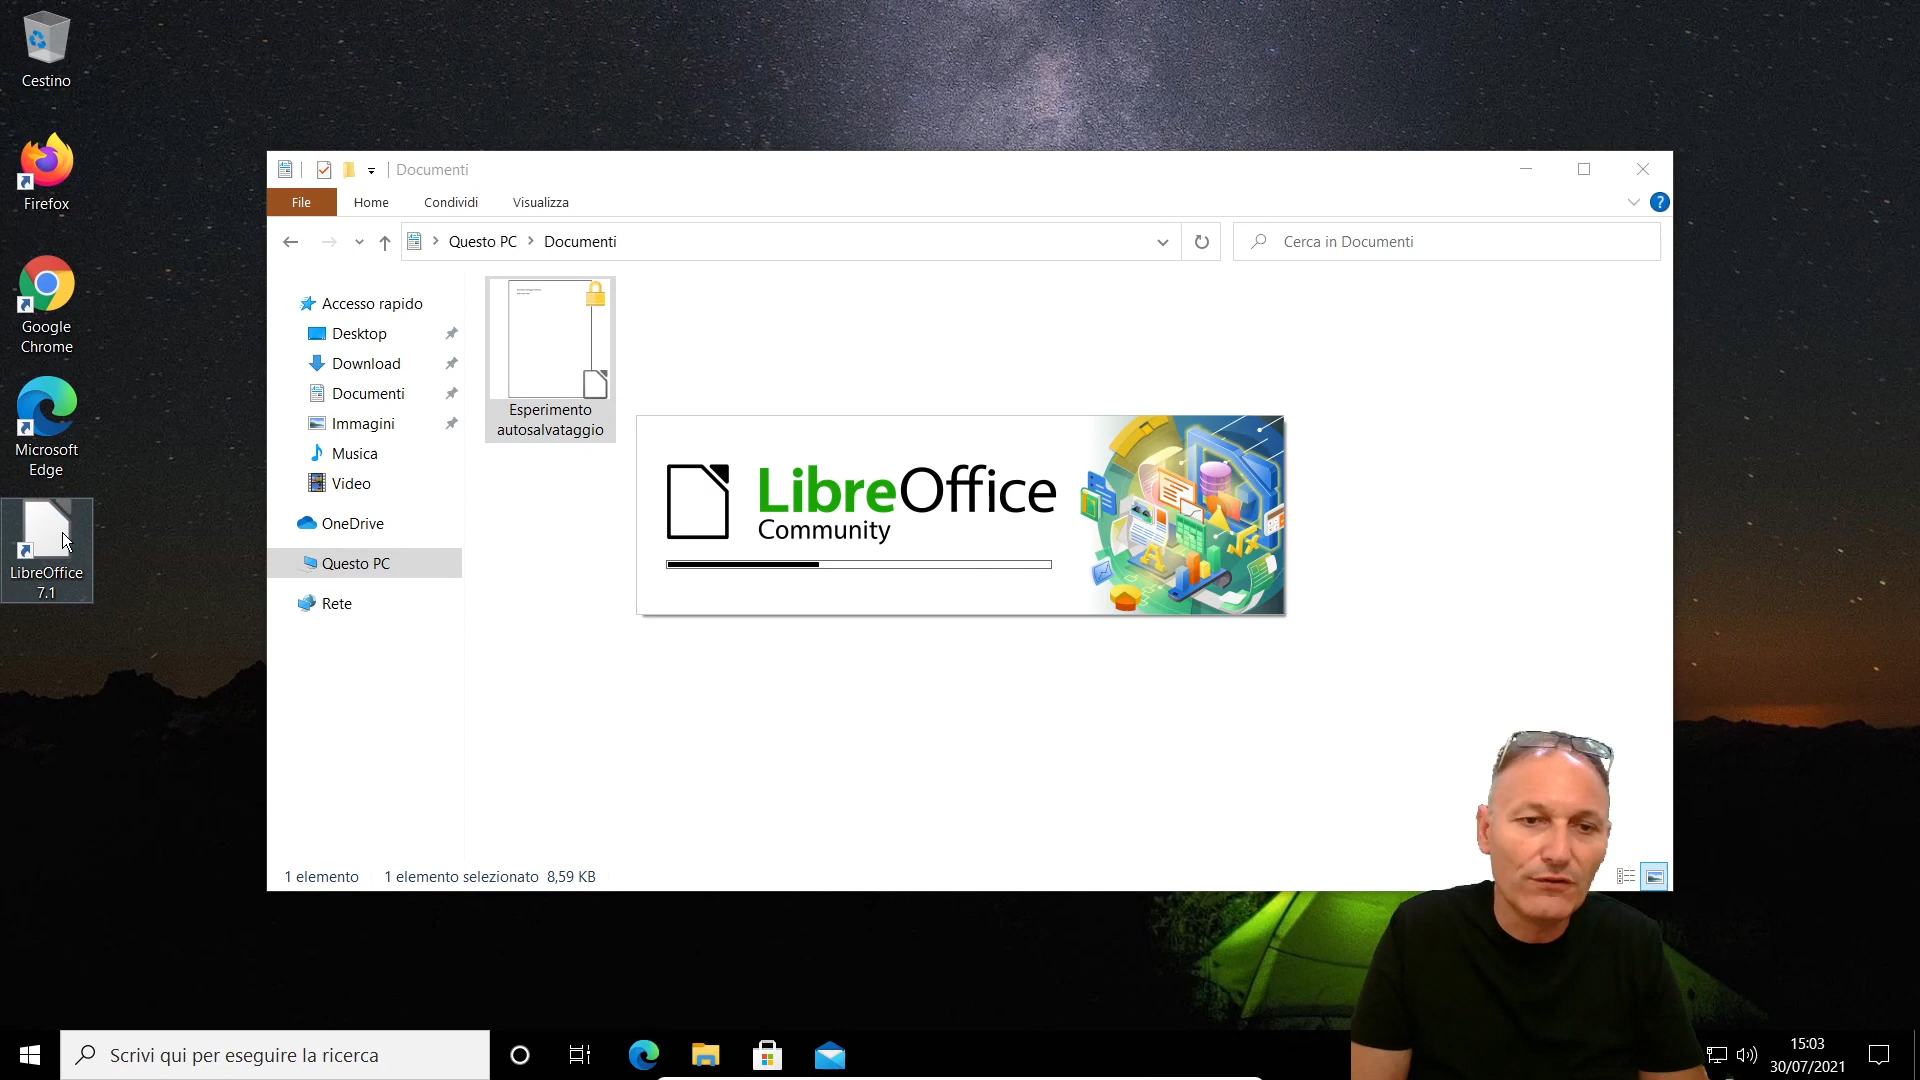 Cestino
Firefox
Google
Chrome
Microsoft
Edge
LibreOffice
7.1
Documenti
File
Home
Condividi
Visualizza
?
Questo PC
Documenti
Cerca in Documenti
Accesso rapido
Desktop
Download
Documenti
Immagini
Musica
Video
OneDrive
Questo PC
Rete
Esperimento
autosalvataggio
LibreOffice
Community
1 elemento
1 elemento selezionato 8,59 KB
Scrivi qui per eseguire la ricerca
15:03
30/07/2021